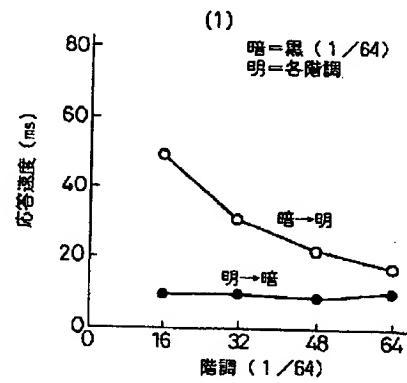 (1)
暗=黒 (1/64)
明=各階調
80
60
40
20
0
応答速度 (ms)
暗→明
明→暗
0 16 32 48 64
階調 (1/64)